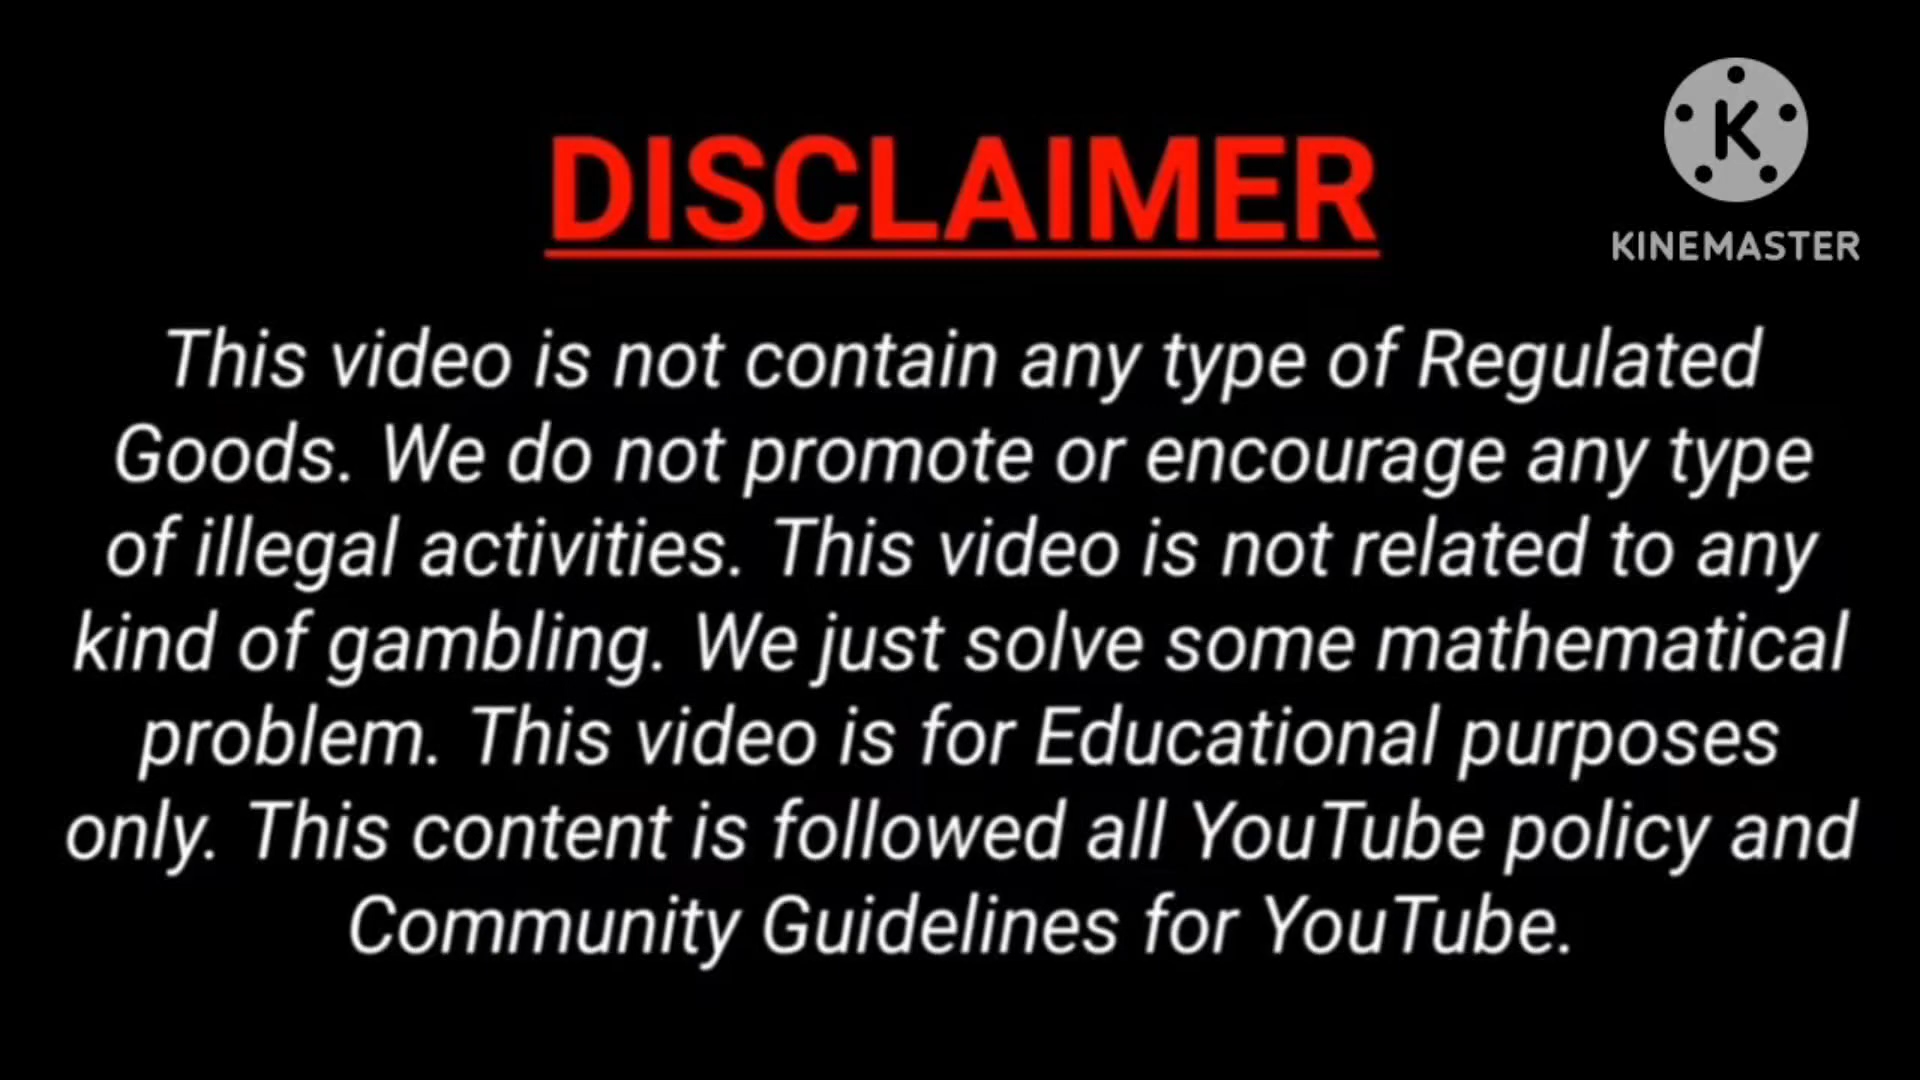 DISCLAIMER
K
KINEMASTER
This video is not contain any type of Regulated
Goods. We do not promote or encourage any type
of illegal activities. This video is not related to any
kind of gambling. We just solve some mathematical
problem. This video is for Educational purposes
only. This content is followed all YouTube policy and
Community Guidelines for YouTube.